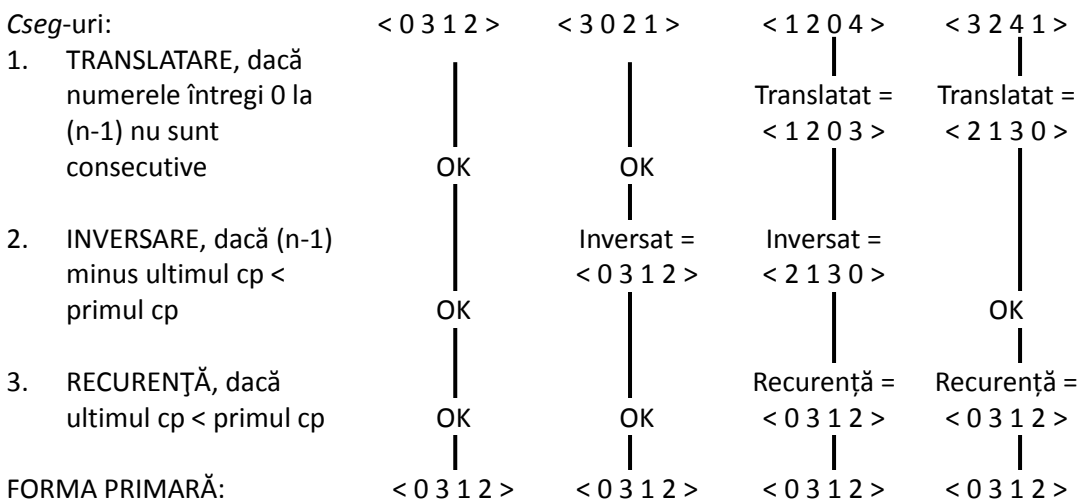 Cseg-uri: < 0 3 1 2 > < 3 0 2 1 > < 1 2 0 4 > < 3 2 4 1 >
1. TRANSLATARE, dacă
numerele întregi 0 la Translatat = Translatat =
(n-1) nu sunt < 1 2 0 3 > < 2 1 3 0 >
consecutive OK OK
2. INVERSARE, dacă (n-1) Inversat = Inversat =
minus ultimul cp < < 0 3 1 2 > < 2 1 3 0 >
primul cp OK OK
3. RECURENŢĂ, dacă Recurență = Recurență =
ultimul cp < primul cp OK OK < 0 3 1 2 > < 0 3 1 2 >
FORMA PRIMARĂ: < 0 3 1 2 > < 0 3 1 2 > < 0 3 1 2 > < 0 3 1 2 >